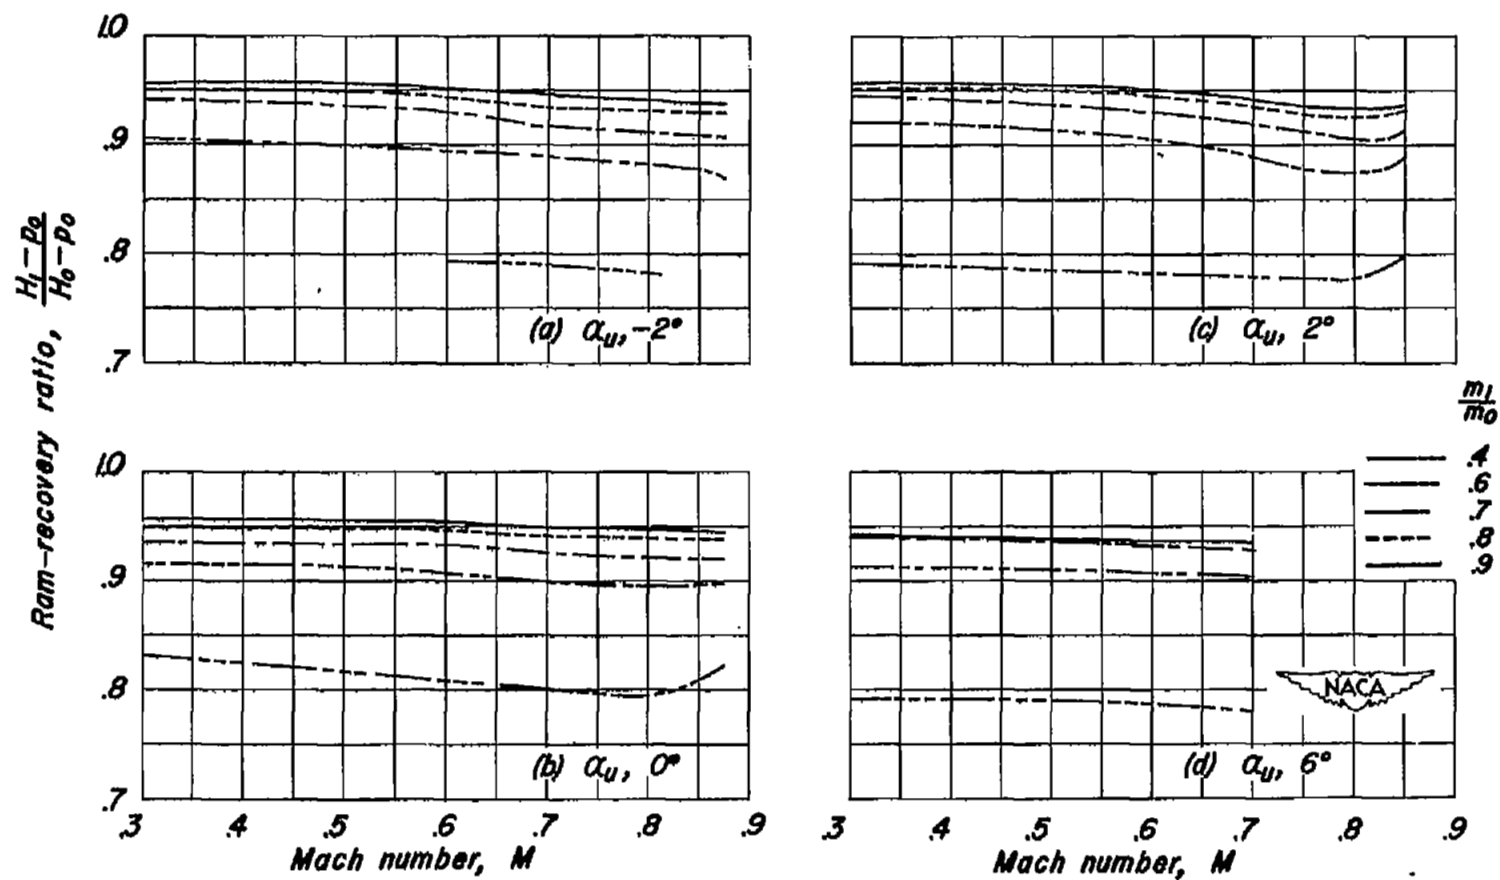 1.0
.9
.8
.7
(a) αu, -2°
(c) αu, 2°
Ram-recovery ratio, H1-p0 / H0-p0
m1/m0
.4
.6
.7
.8
.9
1.0
.9
.8
.7
(b) αu, 0°
(d) αu, 6°
NACA
.3 .4 .5 .6 .7 .8 .9
.3 .4 .5 .6 .7 .8 .9
Mach number, M
Mach number, M